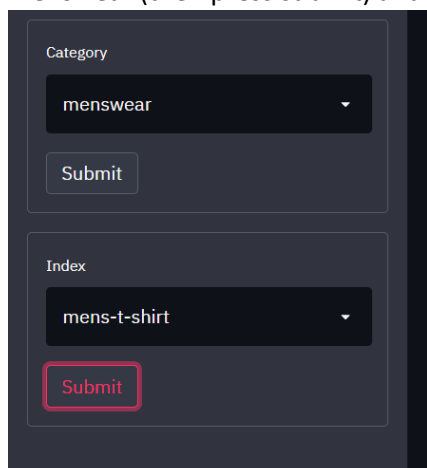 Category
menswear
Submit
Index
mens-t-shirt
Submit